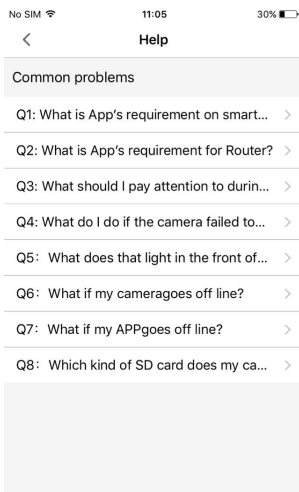 No SIM 11:05 30%
Help
Common problems
Q1: What is App's requirement on smart...
Q2: What is App's requirement for Router?
Q3: What should I pay attention to durin...
Q4: What do I do if the camera failed to...
Q5: What does that light in the front of...
Q6: What if my cameragoes off line?
Q7: What if my APPgoes off line?
Q8: Which kind of SD card does my ca...